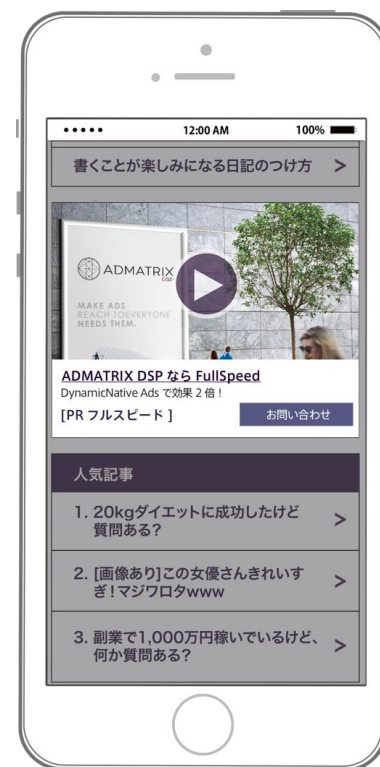 12:00 AM
100%
書くことが楽しみになる日記のつけ方 >
ADMATRIX
DSP
MAKE ADS
REACH TOEVERYONE
NEEDS THEM.
ADMATRIX DSP なら FullSpeed
DynamicNative Ads で効果 2 倍 !
[PR フルスピード ]
お問い合わせ
人気記事
1. 20kgダイエットに成功したけど
質問ある? >
2. [画像あり]この女優さんきれいす
ぎ!マジワロタwww >
3. 副業で1,000万円稼いでいるけど、
何か質問ある? >